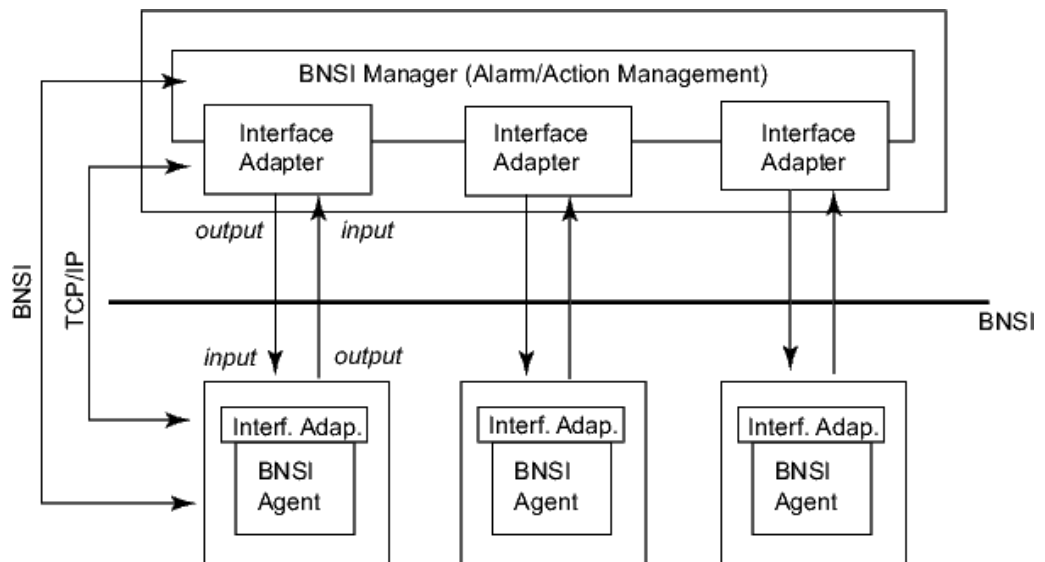 BNSI Manager (Alarm/Action Management)
Interface
Adapter
Interface
Adapter
Interface
Adapter
output
input
BNSI
TCP/IP
BNSI
input
output
Interf. Adap.
BNSI
Agent
Interf. Adap.
BNSI
Agent
Interf. Adap.
BNSI
Agent